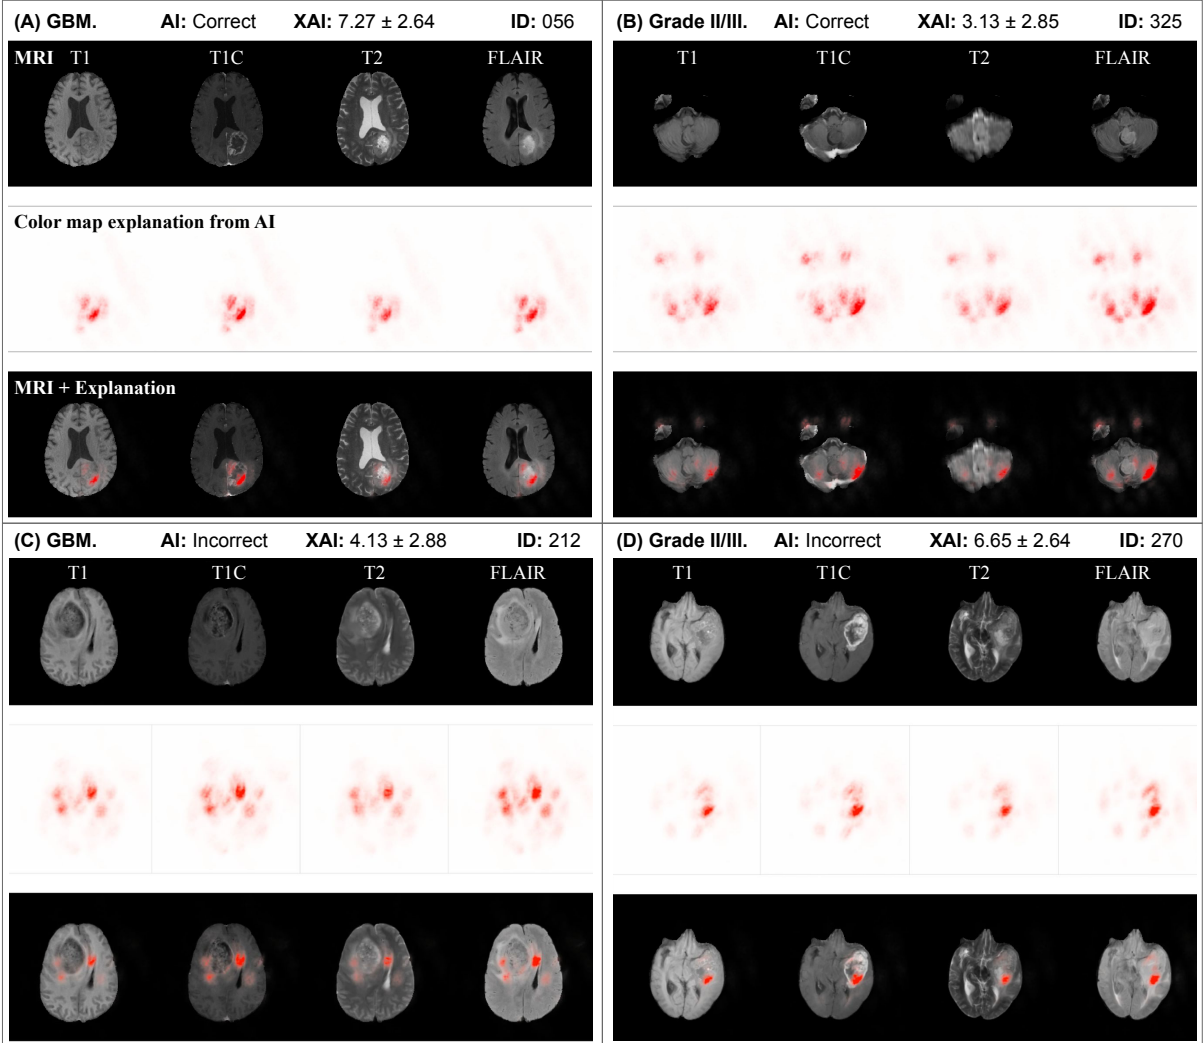 (A) GBM. AI: Correct XAI: 7.27 ± 2.64 ID: 056
MRI T1 T1C T2 FLAIR
Color map explanation from AI
MRI + Explanation
(B) Grade II/III. AI: Correct XAI: 3.13 ± 2.85 ID: 325
T1 T1C T2 FLAIR
(C) GBM. AI: Incorrect XAI: 4.13 ± 2.88 ID: 212
T1 T1C T2 FLAIR
(D) Grade II/III. AI: Incorrect XAI: 6.65 ± 2.64 ID: 270
T1 T1C T2 FLAIR